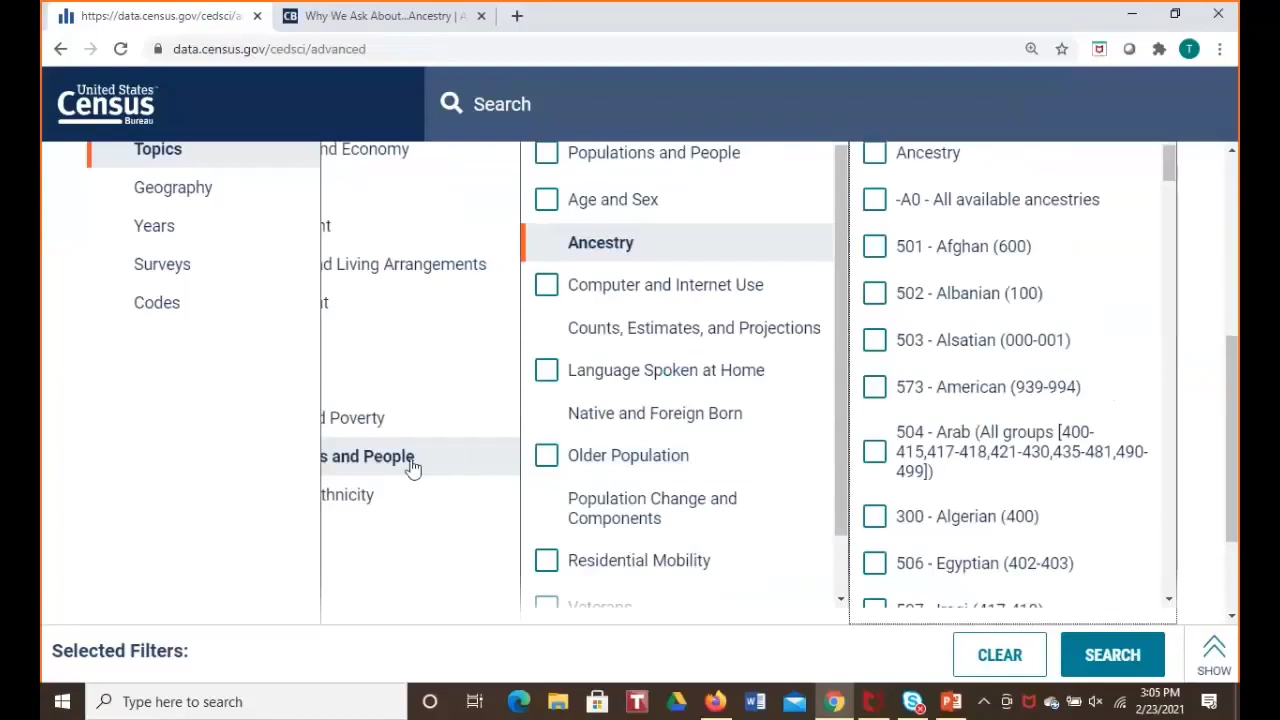 https://data.census.gov/cedsci/a
Why We Ask About...Ancestry | A
data.census.gov/cedsci/advanced
T
United States
Census
Bureau
Search
Topics
Geography
Years
Surveys
Codes
nd Economy
nt
d Living Arrangements
nt
d Poverty
s and People
thnicity
Populations and People
Age and Sex
Ancestry
Computer and Internet Use
Counts, Estimates, and Projections
Language Spoken at Home
Native and Foreign Born
Older Population
Population Change and
Components
Residential Mobility
Veterans
Ancestry
-A0 - All available ancestries
501 - Afghan (600)
502 - Albanian (100)
503 - Alsatian (000-001)
573 - American (939-994)
504 - Arab (All groups [400-
415,417-418,421-430,435-481,490-
499])
300 - Algerian (400)
506 - Egyptian (402-403)
507 - Iraqi (417-418)
Selected Filters:
CLEAR
SEARCH
SHOW
Type here to search
3:05 PM
2/23/2021